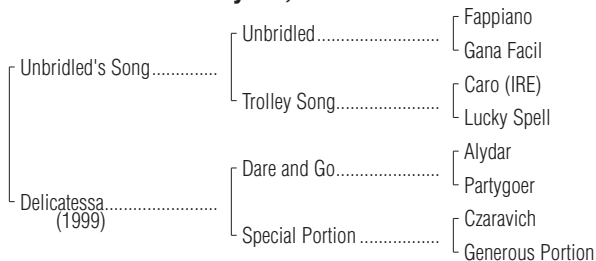 Fappiano
Unbridled
Gana Facil
Unbridled's Song
Caro (IRE)
Trolley Song
Lucky Spell
Alydar
Dare and Go
Partygoer
Delicatessa
(1999)
Czaravich
Special Portion
Generous Portion